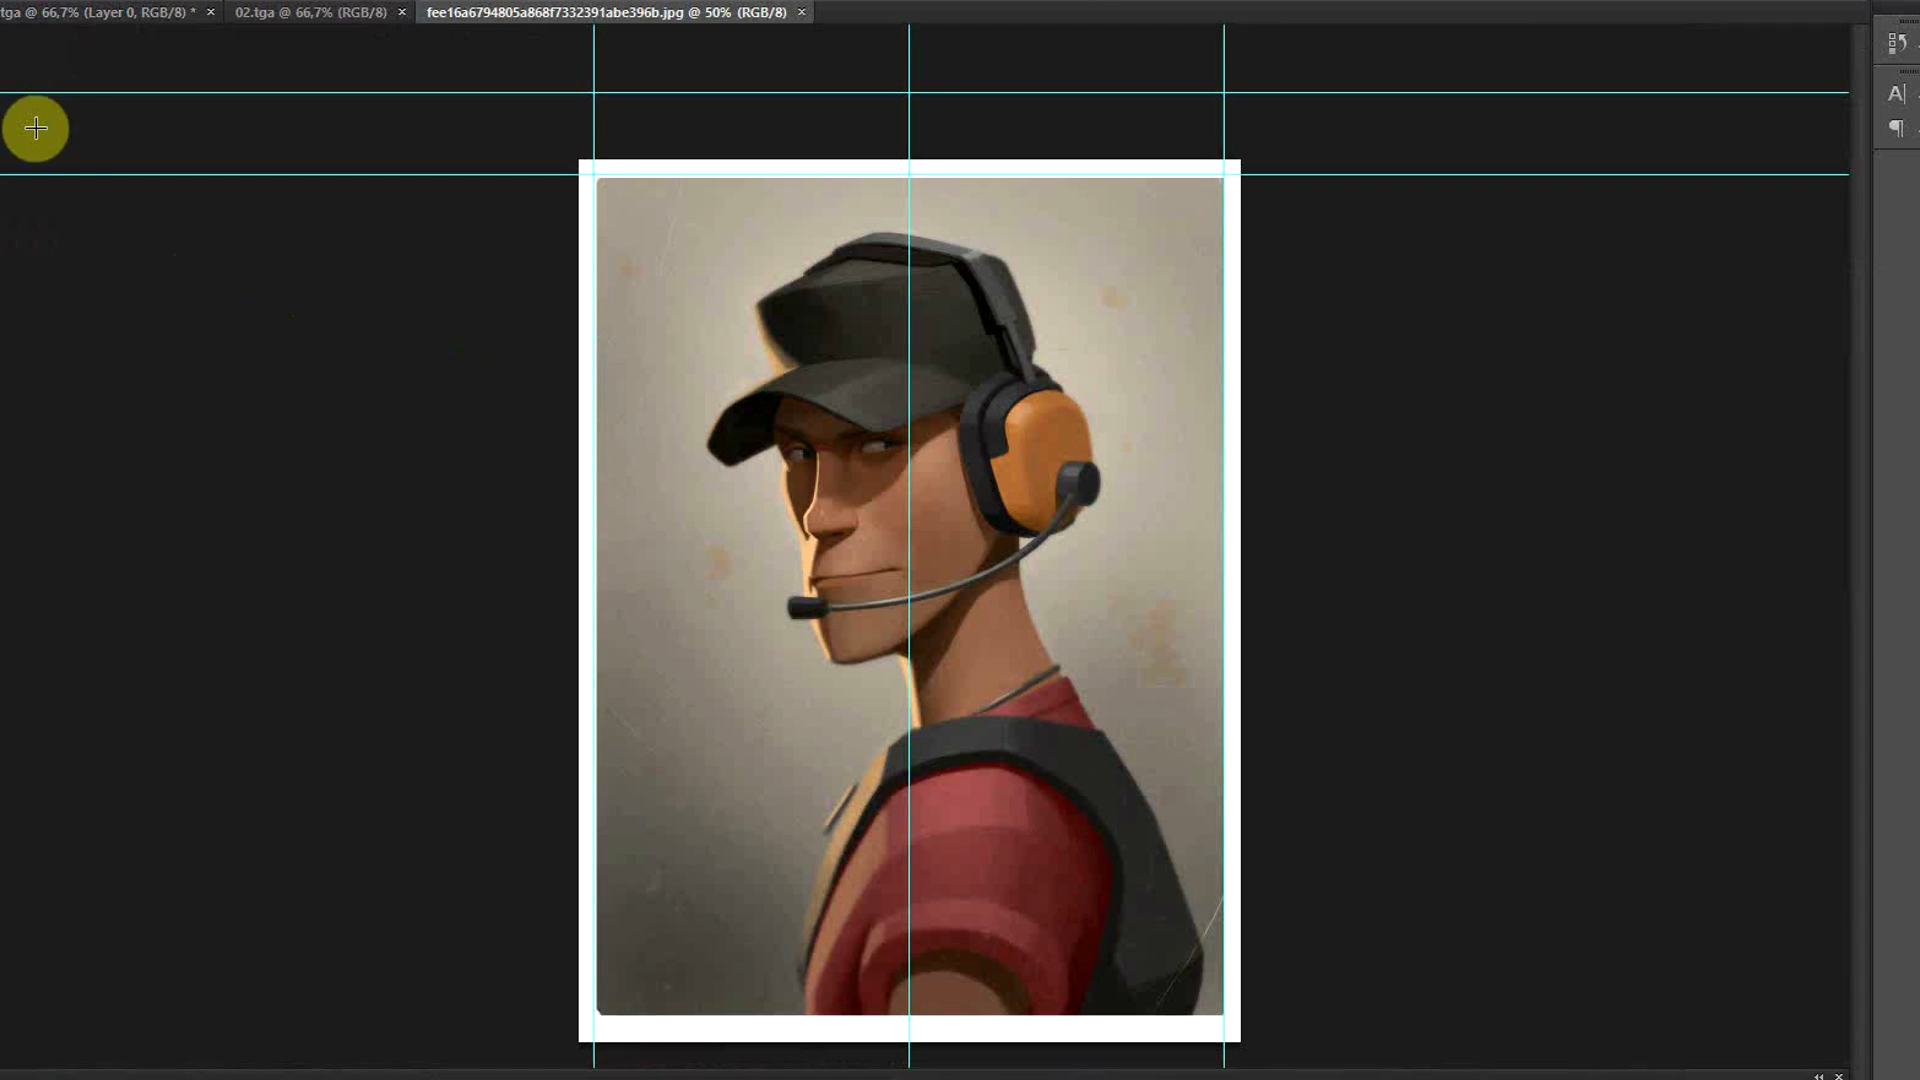 tga @ 66,7% (Layer 0, RGB/8) * ×
02.tga @ 66,7% (RGB/8) ×
fee16a6794805a868f7332391abe396b.jpg @ 50% (RGB/8) ×
A|
¶